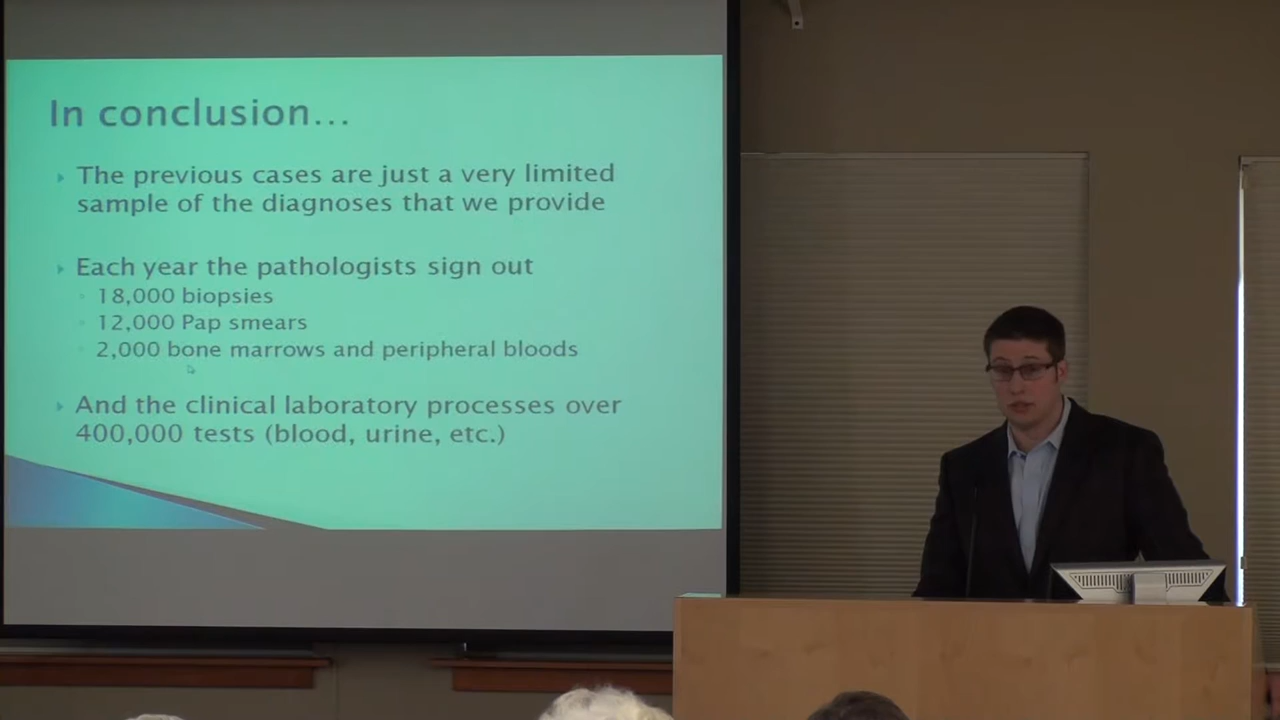 In conclusion...
The previous cases are just a very limited
sample of the diagnoses that we provide
Each year the pathologists sign out
18,000 biopsies
12,000 Pap smears
2,000 bone marrows and peripheral bloods
And the clinical laboratory processes over
400,000 tests (blood, urine, etc.)